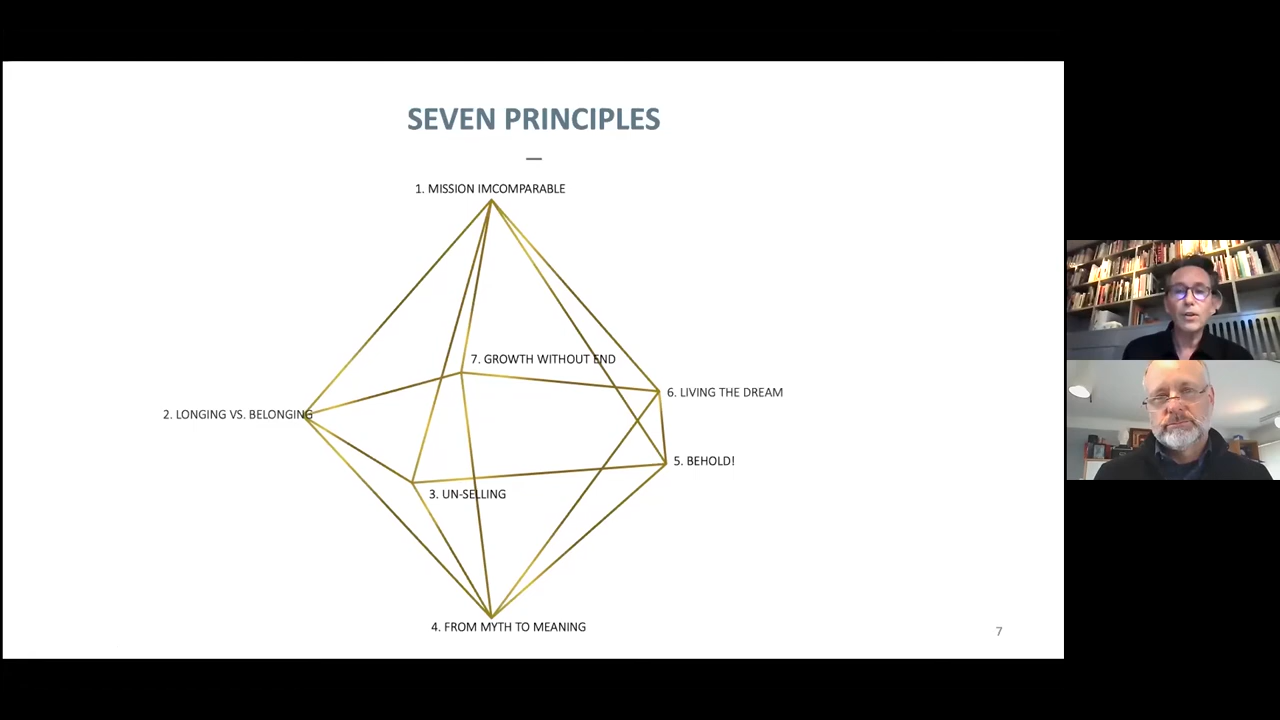 SEVEN PRINCIPLES
1. MISSION IMCOMPARABLE
7. GROWTH WITHOUT END
6. LIVING THE DREAM
2. LONGING VS. BELONGING
5. BEHOLD!
3. UN-SELLING
4. FROM MYTH TO MEANING
7